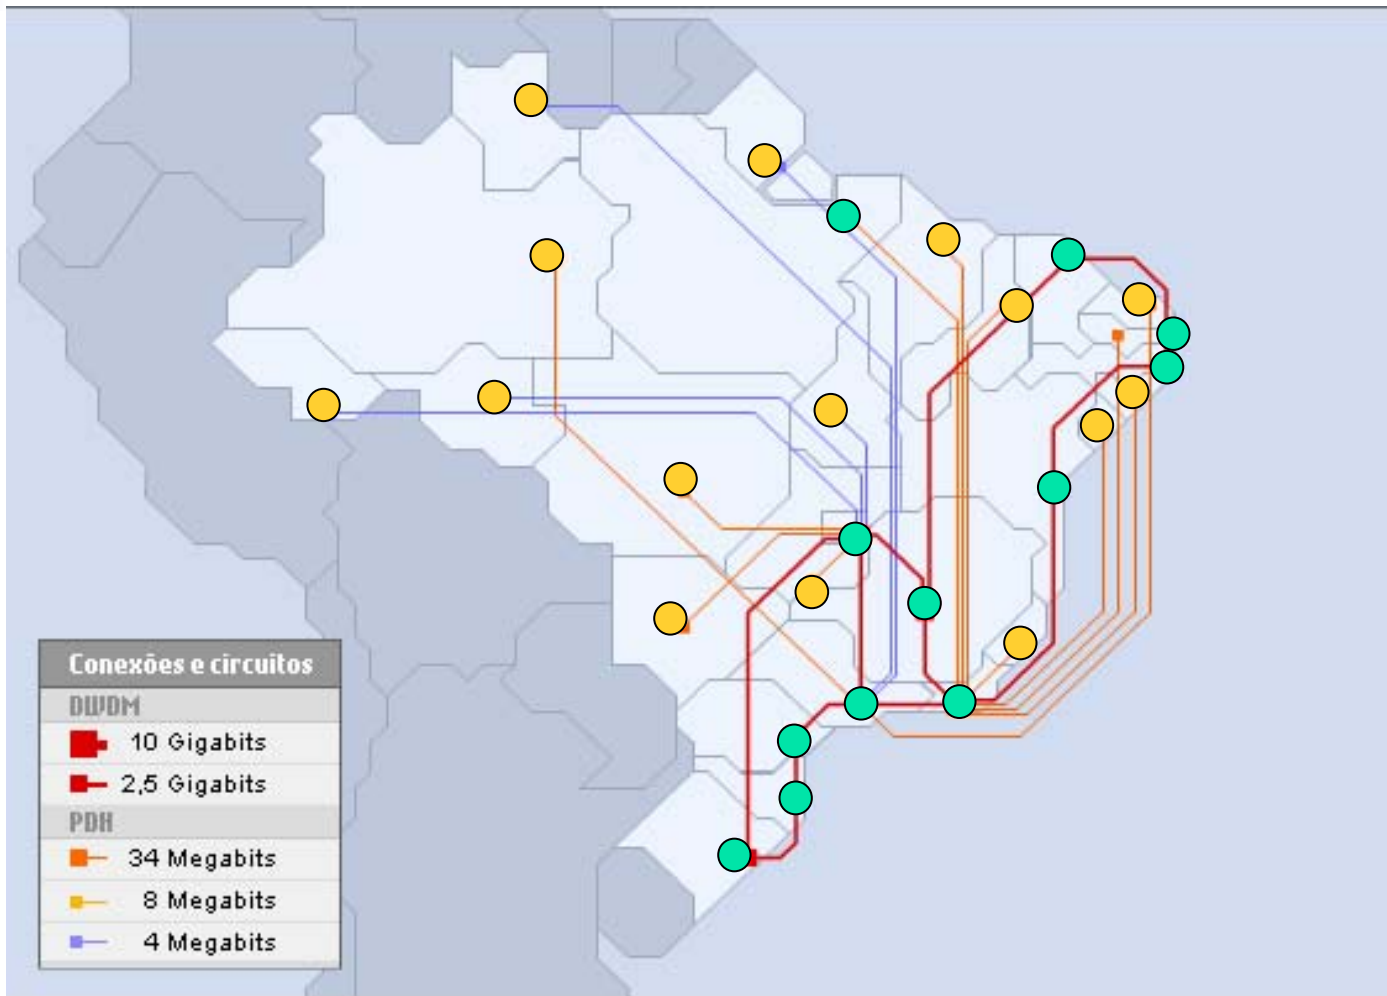 Conexões e circuitos
DWDM
10 Gigabits
2,5 Gigabits
PDH
34 Megabits
8 Megabits
4 Megabits